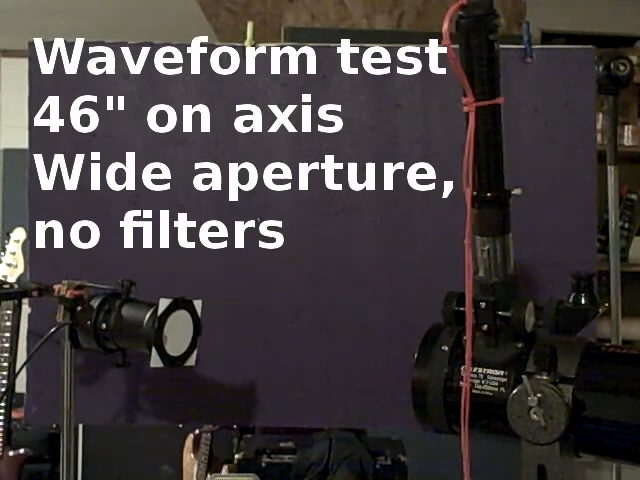 Waveform test
46" on axis
Wide aperture,
no filters